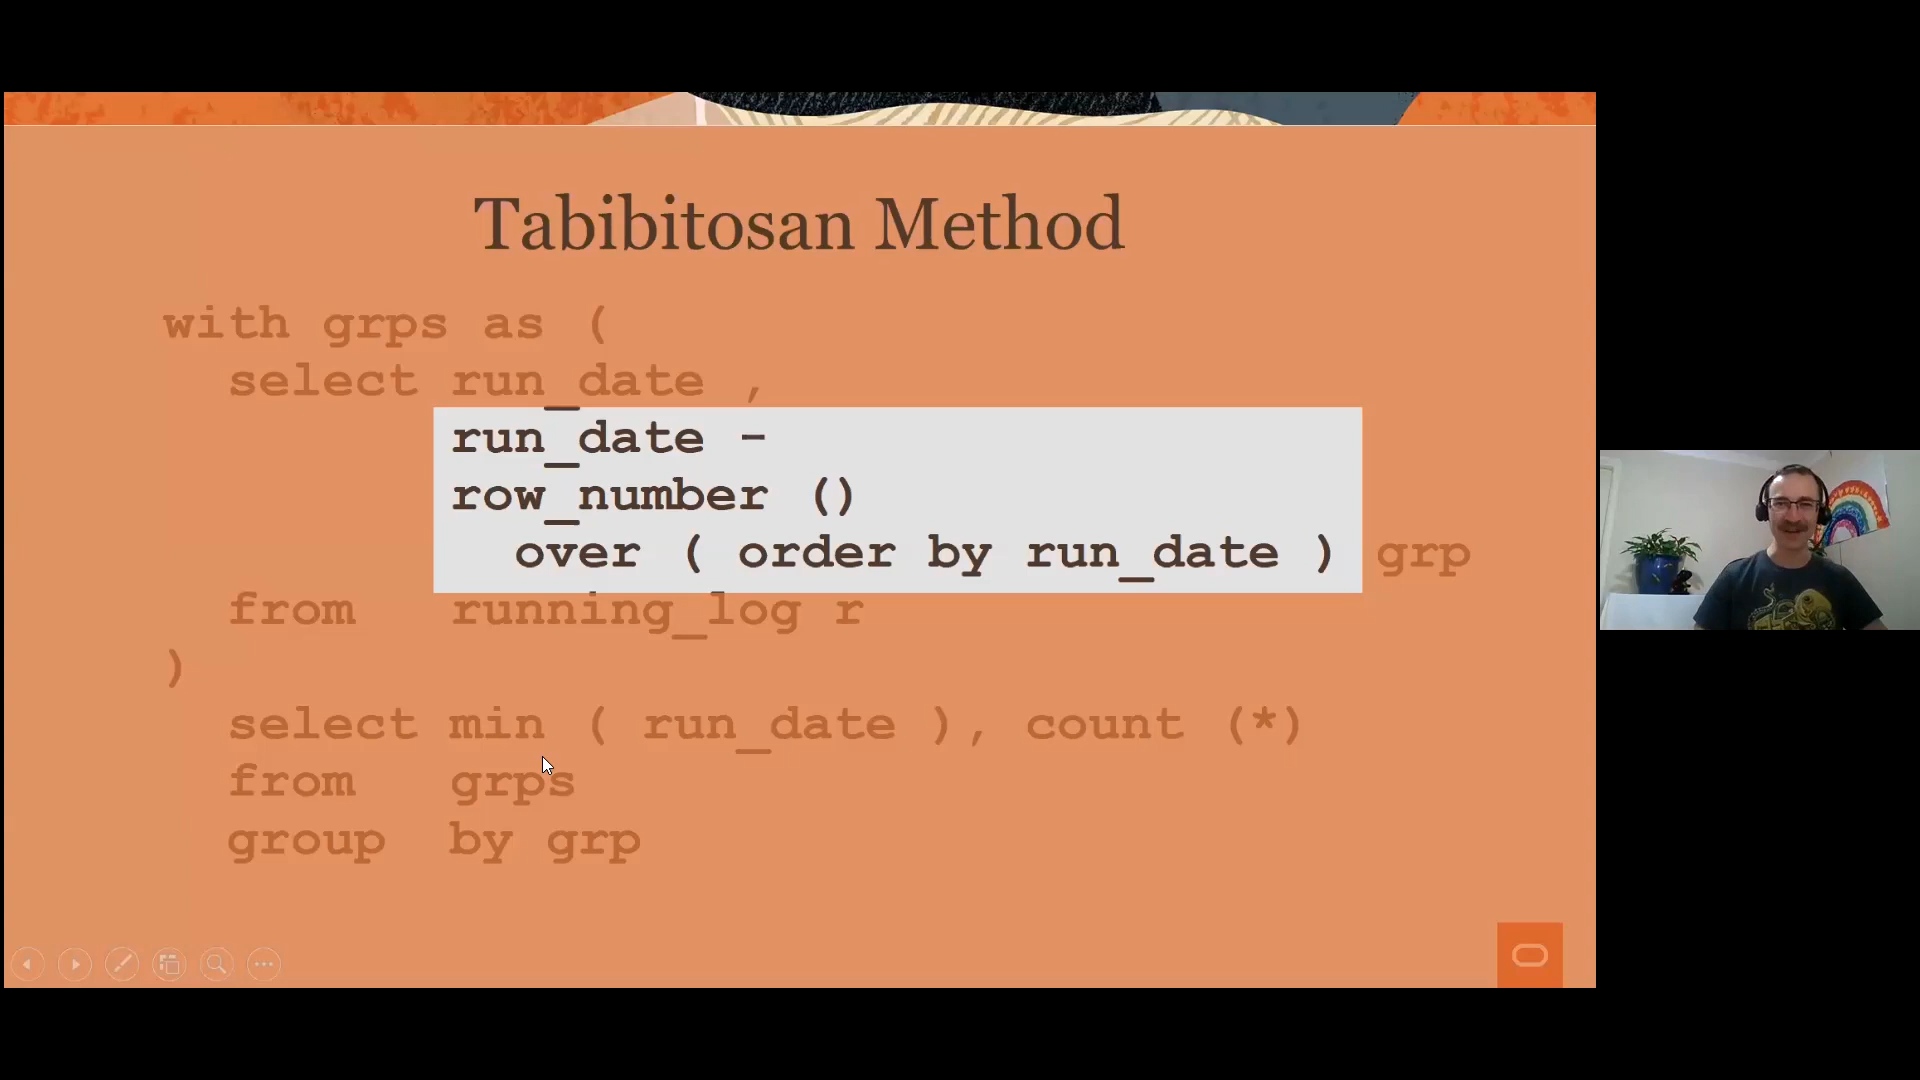 Tabibitosan Method
with grps as (
select run_date ,
run_date -
row_number ()
over ( order by run_date ) grp
from running_log r
)
select min ( run_date ), count (*)
from grps
group by grp